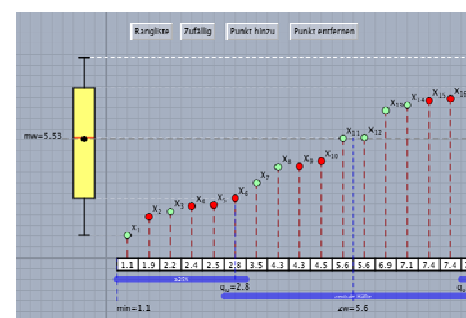 Rangliste Zufällig Punkt hinzu Punkt entfernen
mw=5.53
X1 X2 X3 X4 X5 X6 X7 X8 X9 X10 X11 X12 X13 X14 X15 X16
1.1 1.9 2.2 2.4 2.5 2.8 3.5 4.3 4.3 4.5 5.6 5.6 6.9 7.1 7.4 7.4
≥25%
qu=2.8
min=1.1 zw=5.6